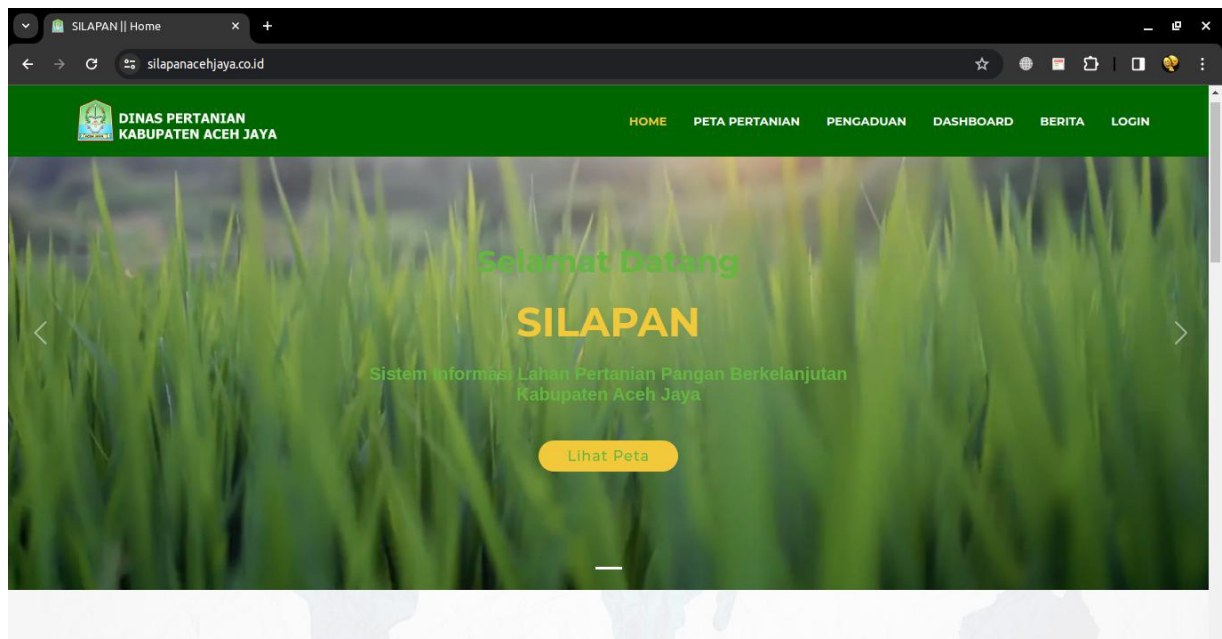 SILAPAN || Home
silapanacehjaya.co.id
DINAS PERTANIAN
KABUPATEN ACEH JAYA
HOME PETA PERTANIAN PENGADUAN DASHBOARD BERITA LOGIN
Selamat Datang
SILAPAN
Sistem Informasi Lahan Pertanian Pangan Berkelanjutan
Kabupaten Aceh Jaya
Lihat Peta